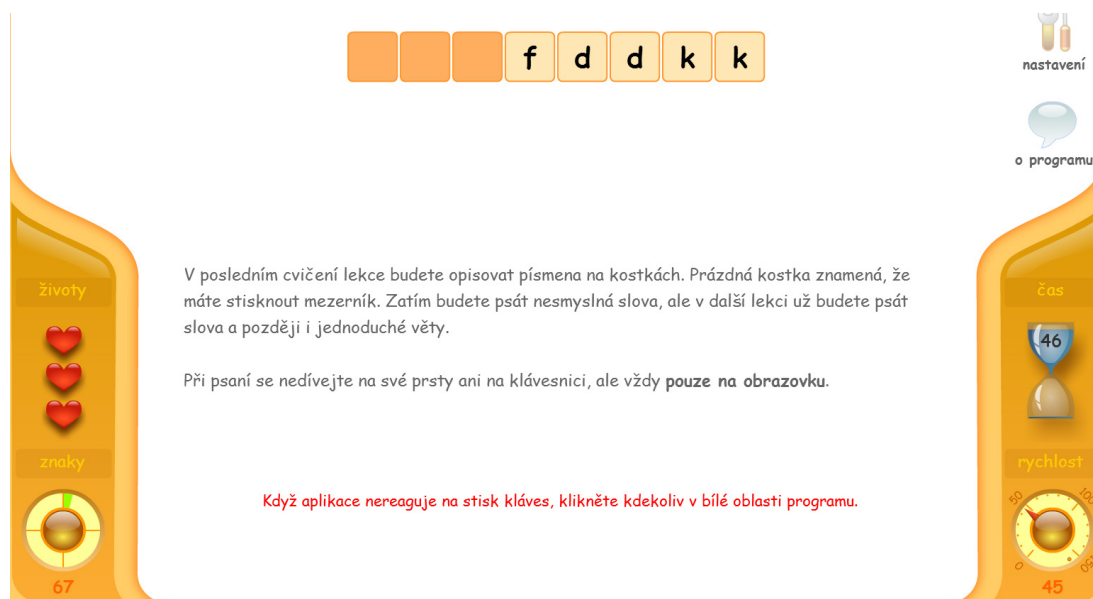 f d d k k
nastavení
o programu
životy
znaky
67
V posledním cvičení lekce budete opisovat písmena na kostkách. Prázdná kostka znamená, že
máte stisknout mezerník. Zatím budete psát nesmyslná slova, ale v další lekci už budete psát
slova a později i jednoduché věty.
Při psaní se nedívejte na své prsty ani na klávesnici, ale vždy pouze na obrazovku.
Když aplikace nereaguje na stisk kláves, klikněte kdekoliv v bílé oblasti programu.
čas
46
rychlost
0
50
100
150
45